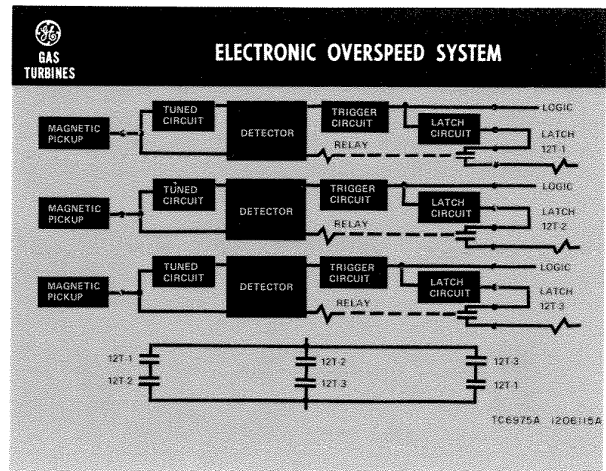 GE
GAS
TURBINES
ELECTRONIC OVERSPEED SYSTEM
MAGNETIC
PICKUP
TUNED
CIRCUIT
DETECTOR
TRIGGER
CIRCUIT
LOGIC
LATCH
CIRCUIT
LATCH
12T-1
RELAY
MAGNETIC
PICKUP
TUNED
CIRCUIT
DETECTOR
TRIGGER
CIRCUIT
LOGIC
LATCH
CIRCUIT
LATCH
12T-2
RELAY
MAGNETIC
PICKUP
TUNED
CIRCUIT
DETECTOR
TRIGGER
CIRCUIT
LOGIC
LATCH
CIRCUIT
LATCH
12T-3
RELAY
12T-1
12T-2
12T-2
12T-3
12T-3
12T-1
TC6975A 1206115A